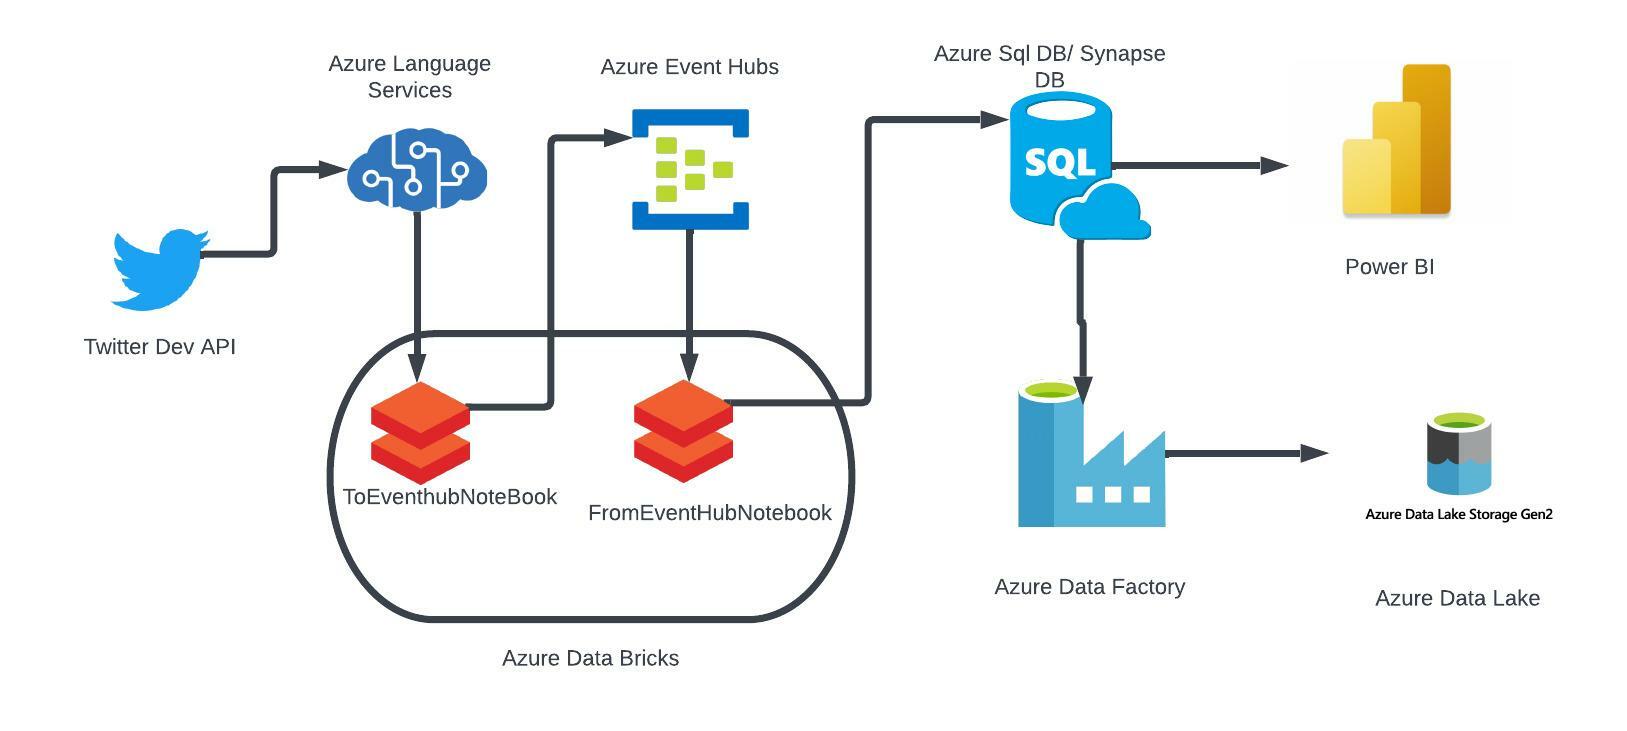 Azure Language
Services
Azure Event Hubs
Azure Sql DB/ Synapse
DB
SQL
Power BI
Twitter Dev API
ToEventhubNoteBook
FromEventHubNotebook
Azure Data Lake Storage Gen2
Azure Data Factory
Azure Data Lake
Azure Data Bricks